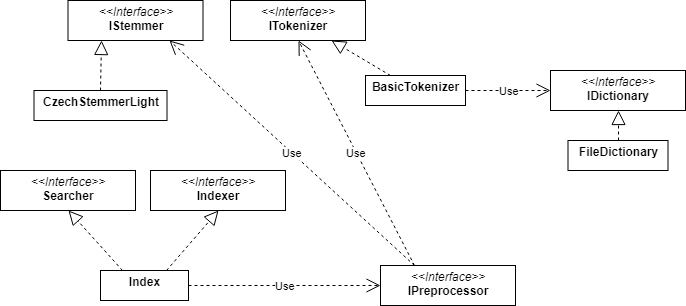 <<Interface>>
IStemmer
<<Interface>>
ITokenizer
CzechStemmerLight
BasicTokenizer
Use
<<Interface>>
IDictionary
FileDictionary
Use
Use
<<Interface>>
Searcher
<<Interface>>
Indexer
Index
Use
<<Interface>>
IPreprocessor